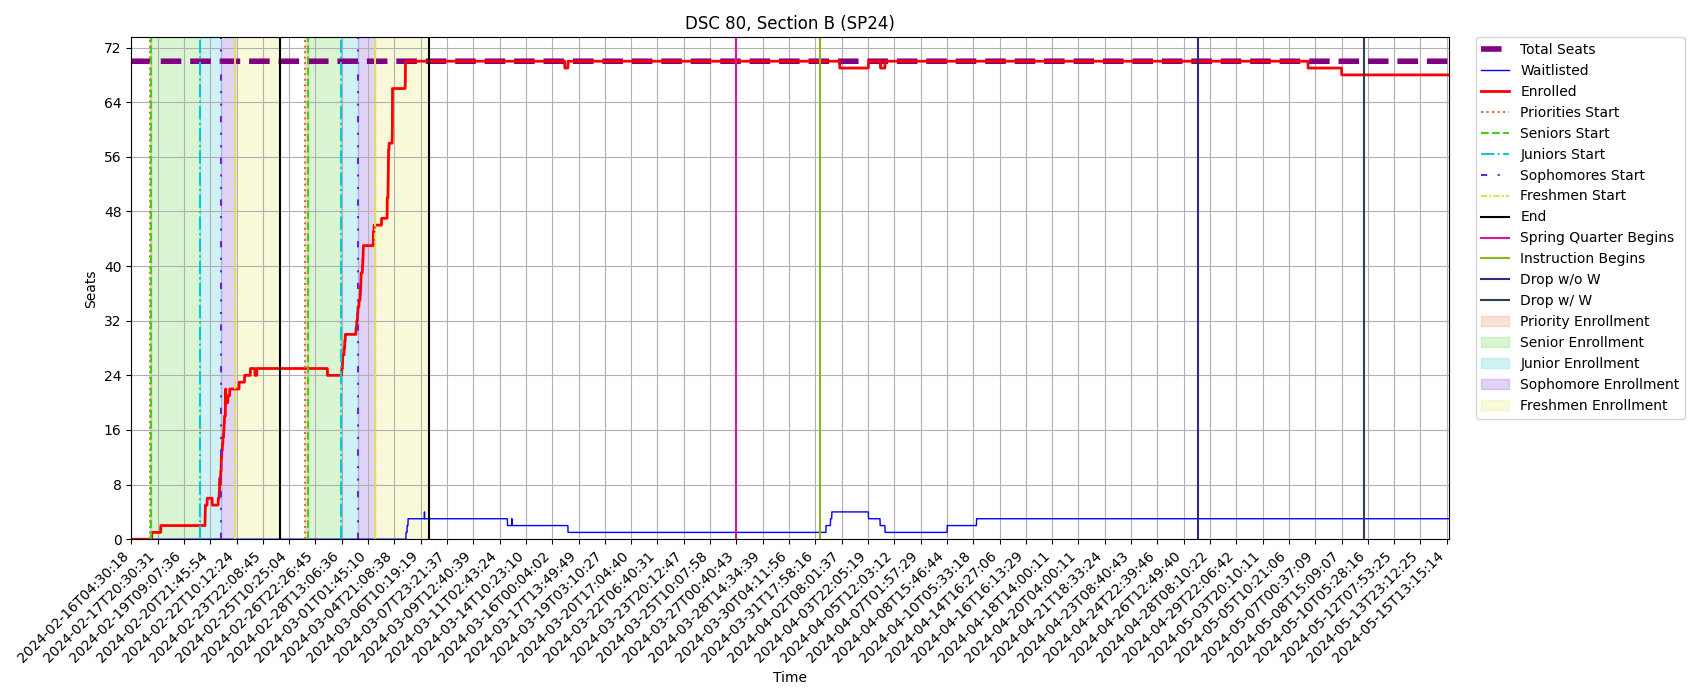 DSC 80, Section B (SP24)
72
64
56
48
40
32
24
16
8
0
Seats
2024-02-16T04:30:18
2024-02-17T20:30:31
2024-02-19T09:07:36
2024-02-20T21:45:54
2024-02-22T10:12:24
2024-02-23T22:08:45
2024-02-25T10:25:04
2024-02-26T22:26:45
2024-02-28T13:06:36
2024-03-01T01:45:10
2024-03-04T21:08:38
2024-03-06T10:19:19
2024-03-07T23:21:37
2024-03-09T12:40:39
2024-03-11T02:43:24
2024-03-14T10:23:10
2024-03-16T00:04:02
2024-03-17T13:49:49
2024-03-19T03:10:27
2024-03-20T17:04:40
2024-03-22T06:40:31
2024-03-23T20:12:47
2024-03-25T10:07:58
2024-03-27T00:40:43
2024-03-28T14:34:39
2024-03-30T04:11:56
2024-03-31T17:58:16
2024-04-02T08:01:37
2024-04-03T22:05:19
2024-04-05T12:03:12
2024-04-07T01:57:29
2024-04-08T15:46:44
2024-04-10T05:33:18
2024-04-14T16:27:06
2024-04-16T16:13:29
2024-04-18T14:00:11
2024-04-20T04:00:11
2024-04-21T18:33:24
2024-04-23T08:40:43
2024-04-24T22:39:46
2024-04-26T12:49:40
2024-04-28T08:10:22
2024-04-29T22:06:42
2024-05-03T20:10:11
2024-05-05T10:21:06
2024-05-07T00:37:09
2024-05-08T15:09:07
2024-05-10T05:28:16
2024-05-12T07:53:25
2024-05-13T23:12:25
2024-05-15T13:15:14
Time
Total Seats
Waitlisted
Enrolled
Priorities Start
Seniors Start
Juniors Start
Sophomores Start
Freshmen Start
End
Spring Quarter Begins
Instruction Begins
Drop w/o W
Drop w/ W
Priority Enrollment
Senior Enrollment
Junior Enrollment
Sophomore Enrollment
Freshmen Enrollment